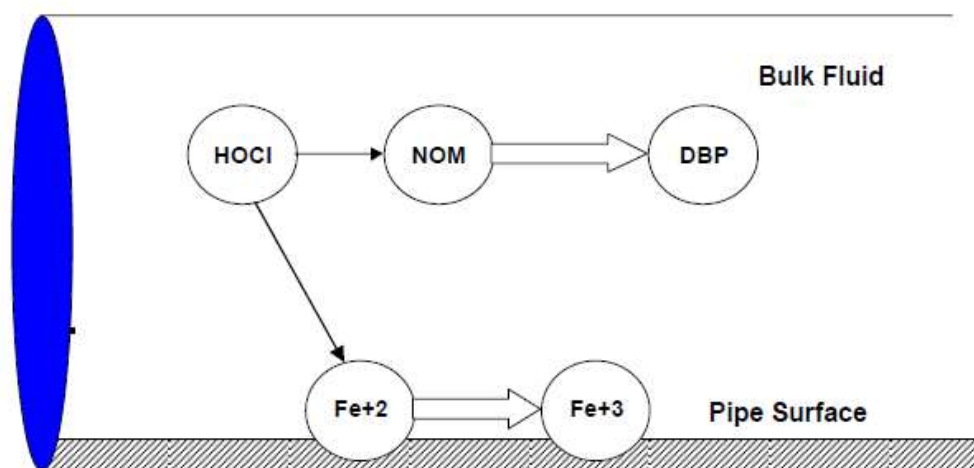 Bulk Fluid
HOCl
NOM
DBP
Fe+2
Fe+3
Pipe Surface